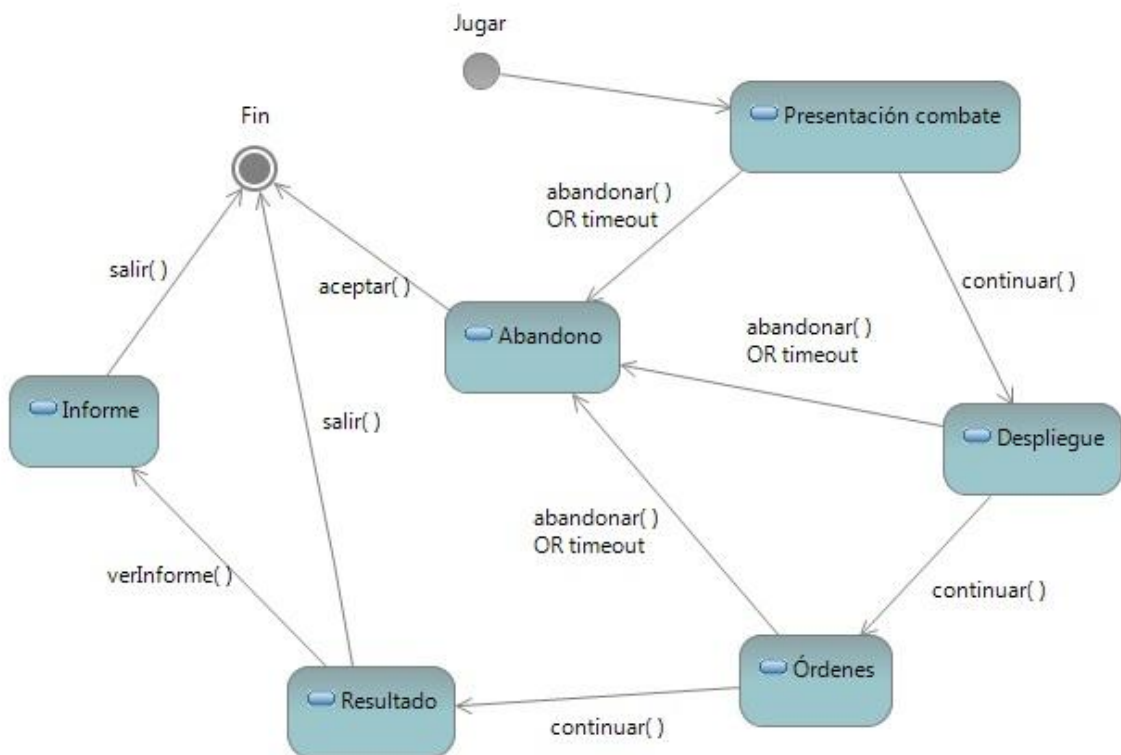 Jugar
Presentación combate
Fin
abandonar( )
OR timeout
salir( )
aceptar( )
continuar( )
Abandono
abandonar( )
OR timeout
Informe
salir( )
Despliegue
abandonar( )
OR timeout
verInforme( )
continuar( )
Órdenes
Resultado
continuar( )